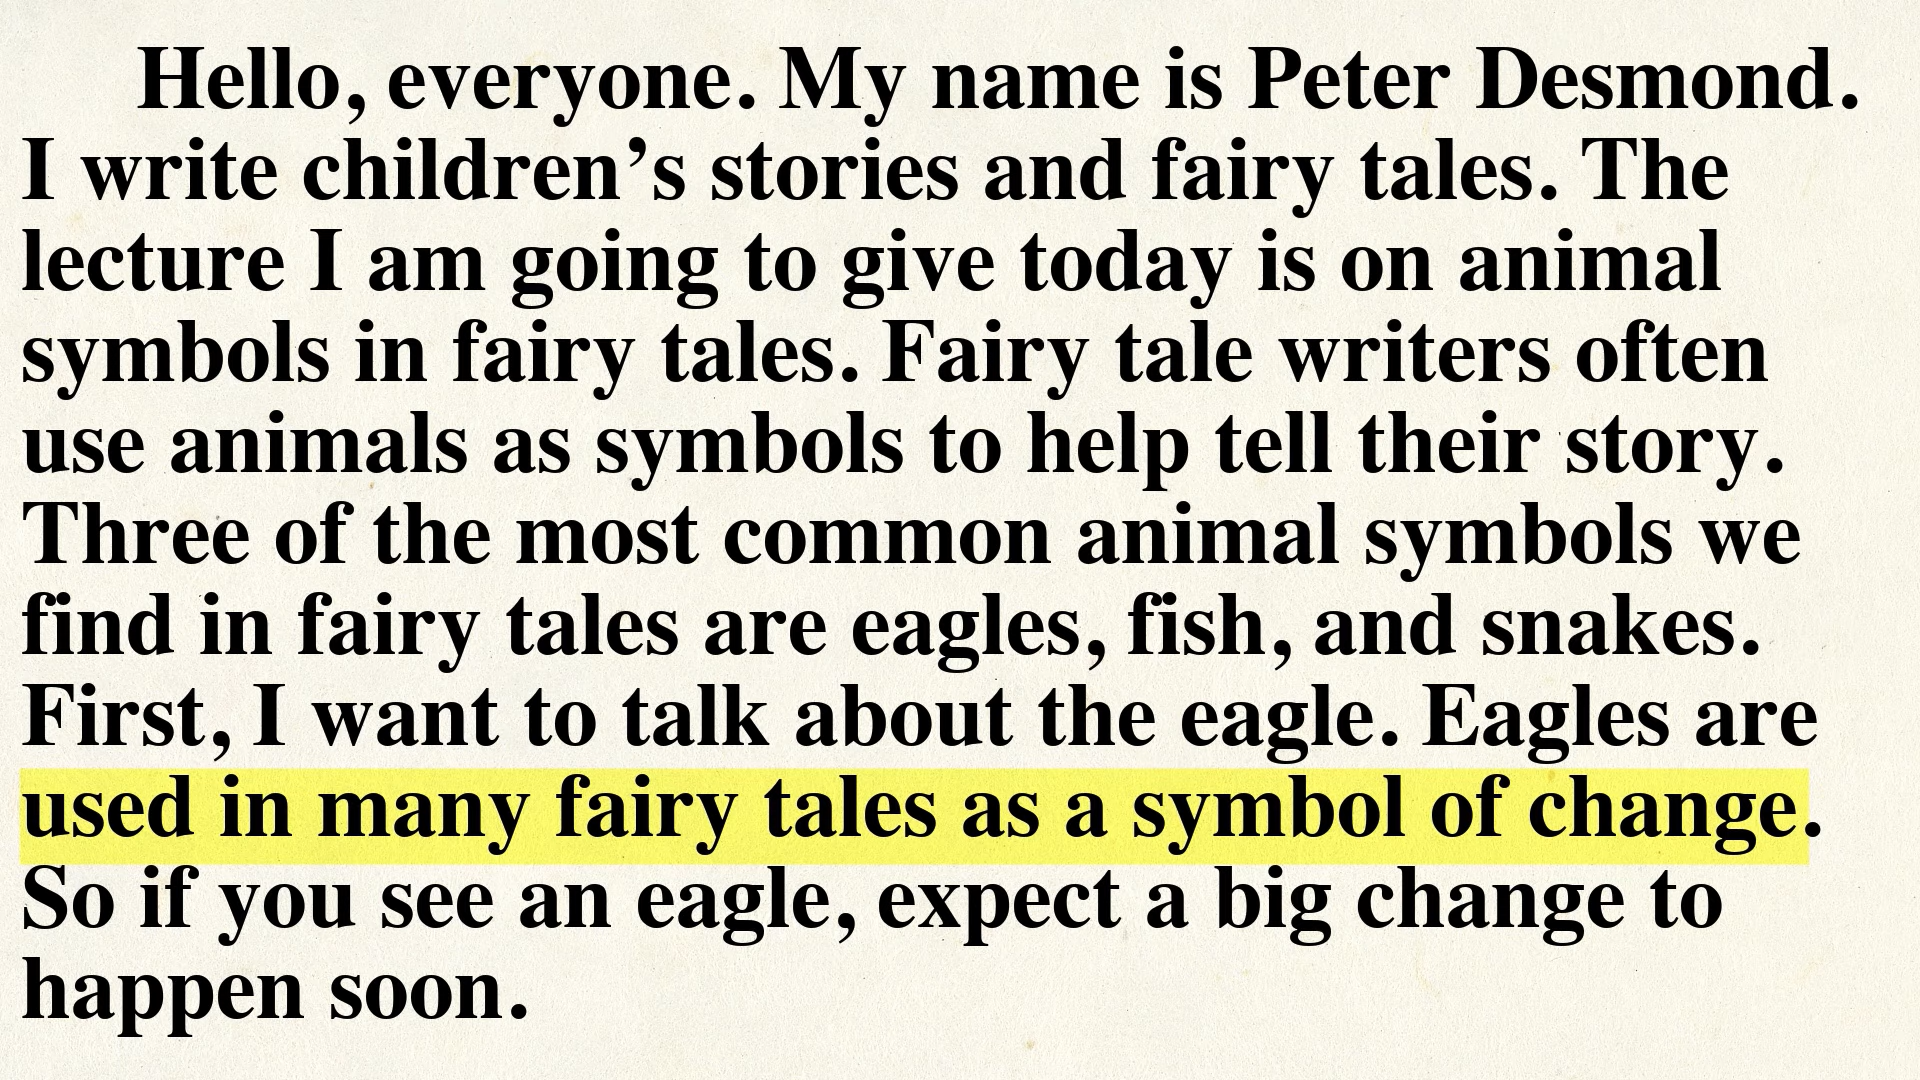 Hello, everyone. My name is Peter Desmond.
I write children’s stories and fairy tales. The
lecture I am going to give today is on animal
symbols in fairy tales. Fairy tale writers often
use animals as symbols to help tell their story.
Three of the most common animal symbols we
find in fairy tales are eagles, fish, and snakes.
First, I want to talk about the eagle. Eagles are
used in many fairy tales as a symbol of change.
So if you see an eagle, expect a big change to
happen soon.